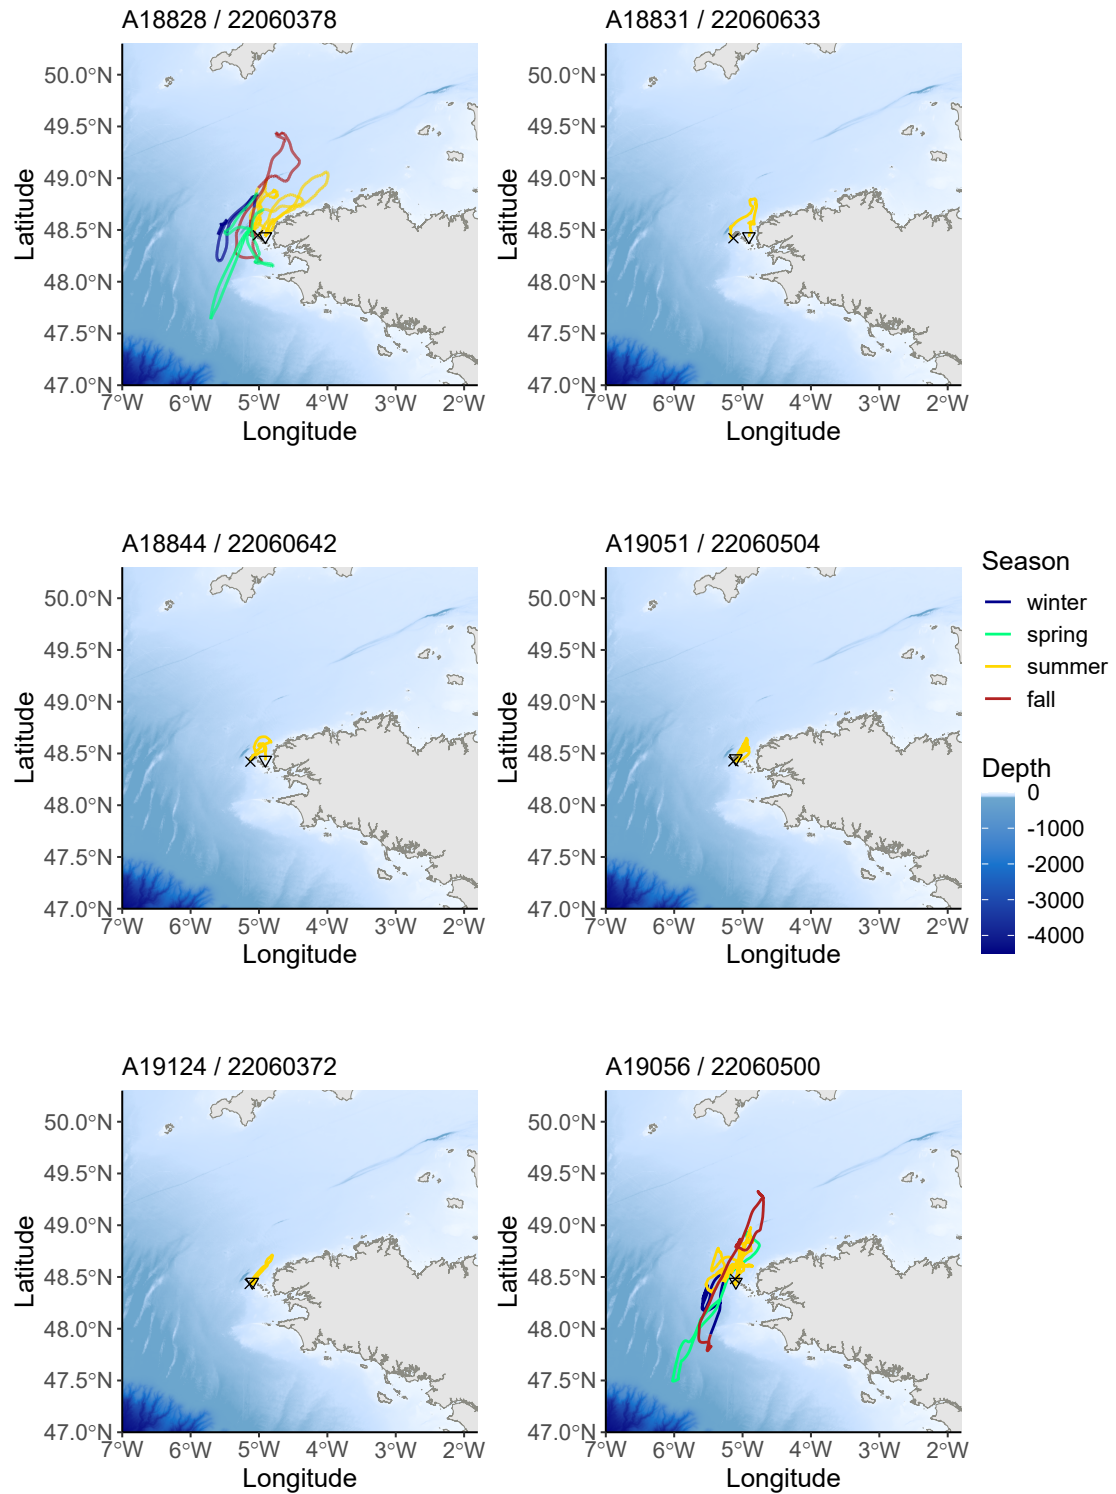 A18828 / 22060378
A18831 / 22060633
50.0°N
49.5°N
49.0°N
48.5°N
48.0°N
47.5°N
47.0°N
Latitude
7°W 6°W 5°W 4°W 3°W 2°W
Longitude
50.0°N
49.5°N
49.0°N
48.5°N
48.0°N
47.5°N
47.0°N
Latitude
7°W 6°W 5°W 4°W 3°W 2°W
Longitude
A18844 / 22060642
A19051 / 22060504
50.0°N
49.5°N
49.0°N
48.5°N
48.0°N
47.5°N
47.0°N
Latitude
7°W 6°W 5°W 4°W 3°W 2°W
Longitude
50.0°N
49.5°N
49.0°N
48.5°N
48.0°N
47.5°N
47.0°N
Latitude
7°W 6°W 5°W 4°W 3°W 2°W
Longitude
Season
winter
spring
summer
fall
Depth
0
-1000
-2000
-3000
-4000
A19124 / 22060372
A19056 / 22060500
50.0°N
49.5°N
49.0°N
48.5°N
48.0°N
47.5°N
47.0°N
Latitude
7°W 6°W 5°W 4°W 3°W 2°W
Longitude
50.0°N
49.5°N
49.0°N
48.5°N
48.0°N
47.5°N
47.0°N
Latitude
7°W 6°W 5°W 4°W 3°W 2°W
Longitude